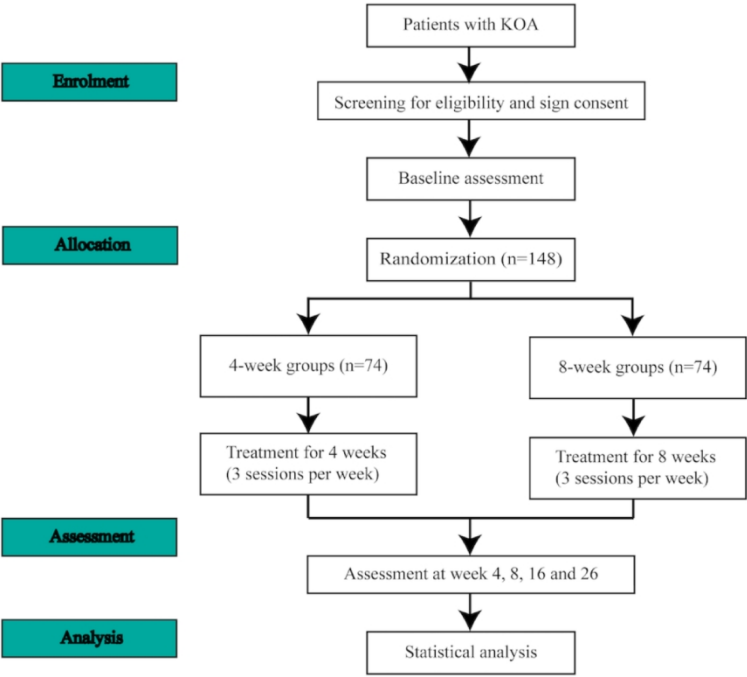 Patients with KOA
Enrolment
Screening for eligibility and sign consent
Baseline assessment
Allocation
Randomization (n=148)
4-week groups (n=74)
8-week groups (n=74)
Treatment for 4 weeks
(3 sessions per week)
Treatment for 8 weeks
(3 sessions per week)
Assessment
Assessment at week 4, 8, 16 and 26
Analysis
Statistical analysis